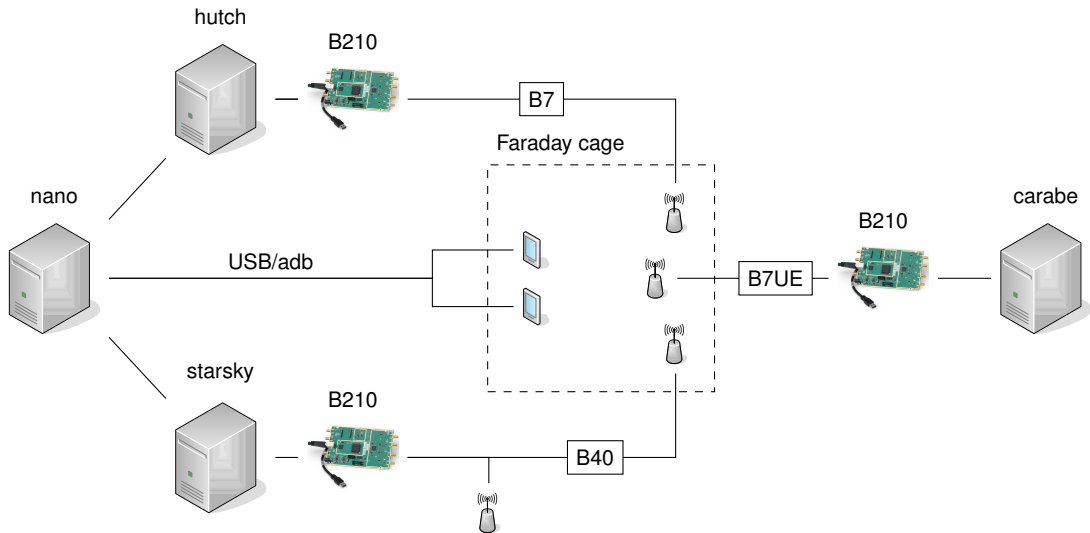 hutch
B210
B7
Faraday cage
nano
carabe
B210
USB/adb
B7UE
starsky
B210
B40